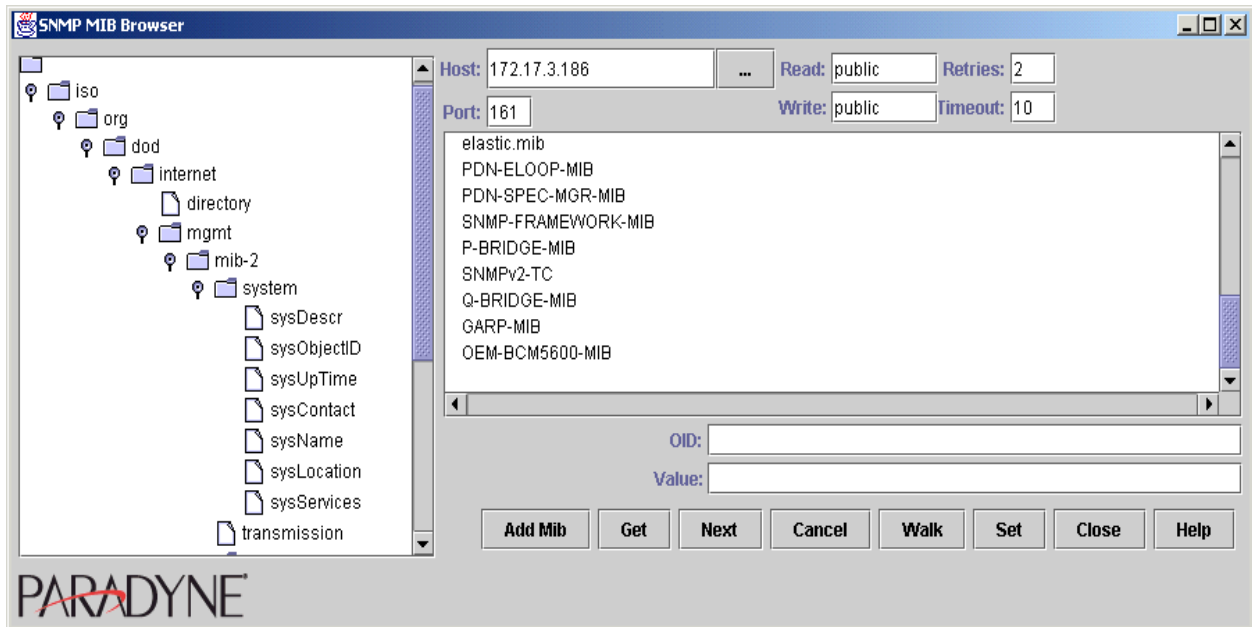 SNMP MIB Browser
iso
org
dod
internet
directory
mgmt
mib-2
system
sysDescr
sysObjectID
sysUpTime
sysContact
sysName
sysLocation
sysServices
transmission
Host: 172.17.3.186 ... Read: public Retries: 2
Port: 161 Write: public Timeout: 10
elastic.mib
PDN-ELOOP-MIB
PDN-SPEC-MGR-MIB
SNMP-FRAMEWORK-MIB
P-BRIDGE-MIB
SNMPv2-TC
Q-BRIDGE-MIB
GARP-MIB
OEM-BCM5600-MIB
OID:
Value:
Add Mib Get Next Cancel Walk Set Close Help
PARADYNE